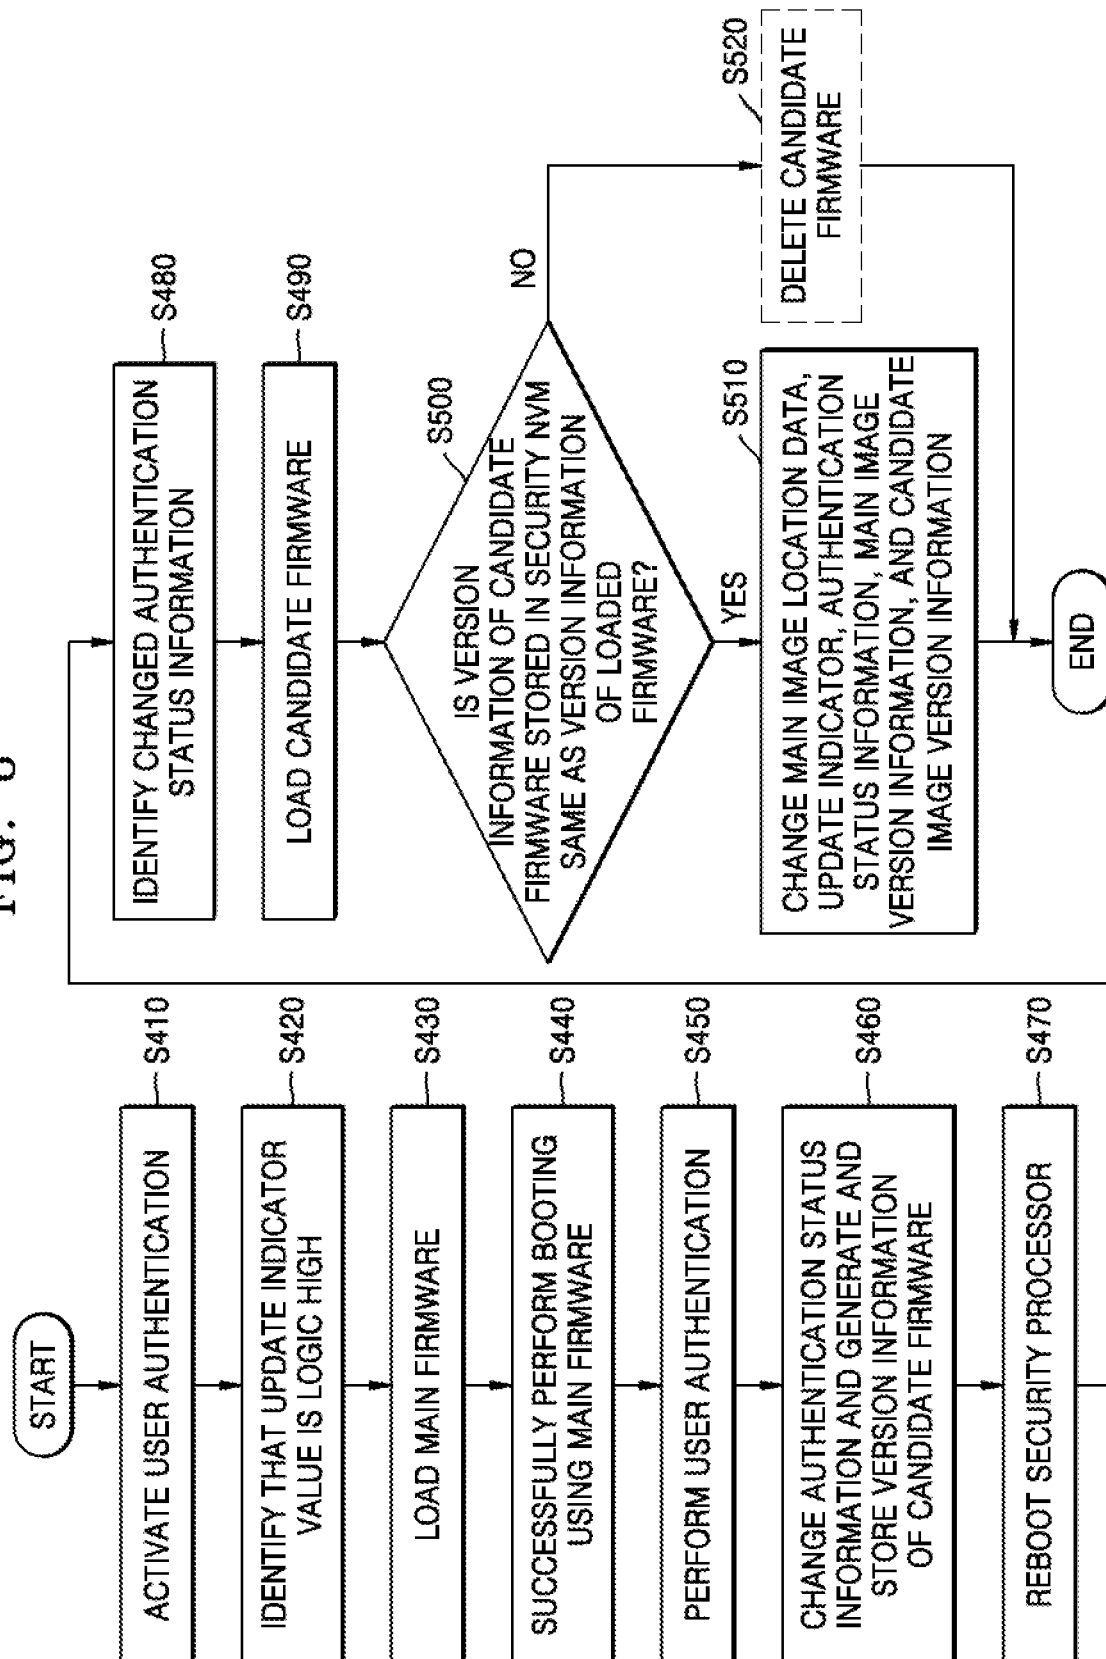 FIG. 8
START
ACTIVATE USER AUTHENTICATION
S410
IDENTIFY THAT UPDATE INDICATOR
VALUE IS LOGIC HIGH
S420
LOAD MAIN FIRMWARE
S430
SUCCESSFULLY PERFORM BOOTING
USING MAIN FIRMWARE
S440
PERFORM USER AUTHENTICATION
S450
CHANGE AUTHENTICATION STATUS
INFORMATION AND GENERATE AND
STORE VERSION INFORMATION
OF CANDIDATE FIRMWARE
S460
REBOOT SECURITY PROCESSOR
S470
IDENTIFY CHANGED AUTHENTICATION
STATUS INFORMATION
S480
LOAD CANDIDATE FIRMWARE
S490
IS VERSION
INFORMATION OF CANDIDATE
FIRMWARE STORED IN SECURITY NVM
SAME AS VERSION INFORMATION
OF LOADED
FIRMWARE?
S500
NO
YES
CHANGE MAIN IMAGE LOCATION DATA,
UPDATE INDICATOR, AUTHENTICATION
STATUS INFORMATION, MAIN IMAGE
VERSION INFORMATION, AND CANDIDATE
IMAGE VERSION INFORMATION
S510
DELETE CANDIDATE
FIRMWARE
S520
END